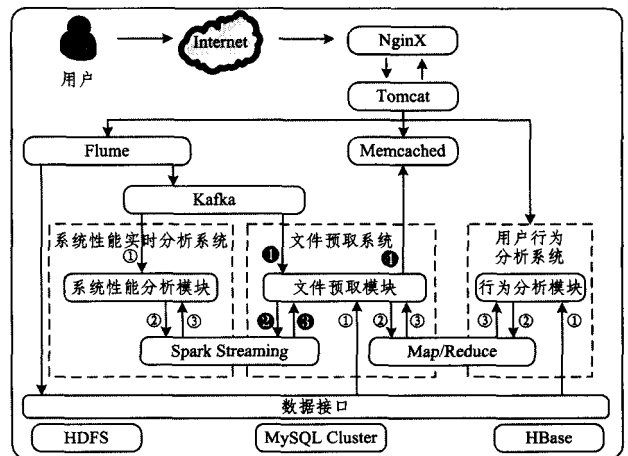 Internet
NginX
用户
Tomcat
Flume
Memcached
Kafka
系统性能实时分析系统
文件预取系统
用户行为
分析系统
①
❶
系统性能分析模块
文件预取模块
行为分析模块
② ③
❷ ❸ ① ② ③
③ ② ①
Spark Streaming
Map/Reduce
数据接口
HDFS
MySQL Cluster
HBase